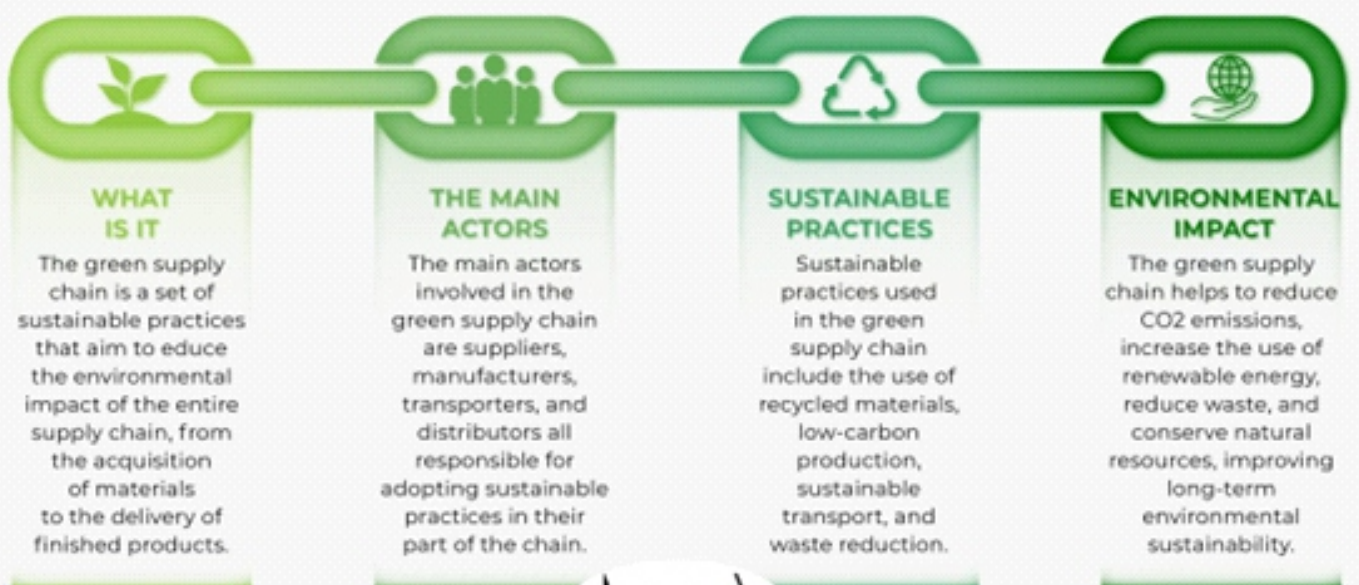 WHAT
IS IT
The green supply
chain is a set of
sustainable practices
that aim to educe
the environmental
impact of the entire
supply chain, from
the acquisition
of materials
to the delivery of
finished products.
THE MAIN
ACTORS
The main actors
involved in the
green supply chain
are suppliers,
manufacturers,
transporters, and
distributors all
responsible for
adopting sustainable
practices in their
part of the chain.
SUSTAINABLE
PRACTICES
Sustainable
practices used
in the green
supply chain
include the use of
recycled materials,
low-carbon
production,
sustainable
transport, and
waste reduction.
ENVIRONMENTAL
IMPACT
The green supply
chain helps to reduce
CO2 emissions,
increase the use of
renewable energy,
reduce waste, and
conserve natural
resources, improving
long-term
environmental
sustainability.